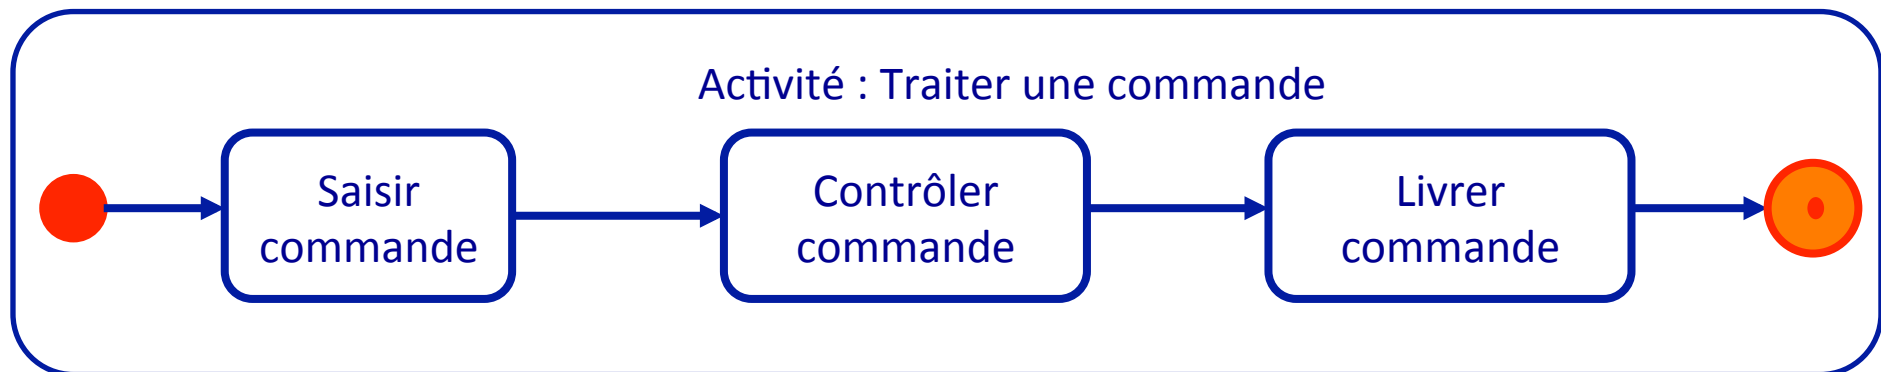 Activité : Traiter une commande
Saisir
commande
Contrôler
commande
Livrer
commande